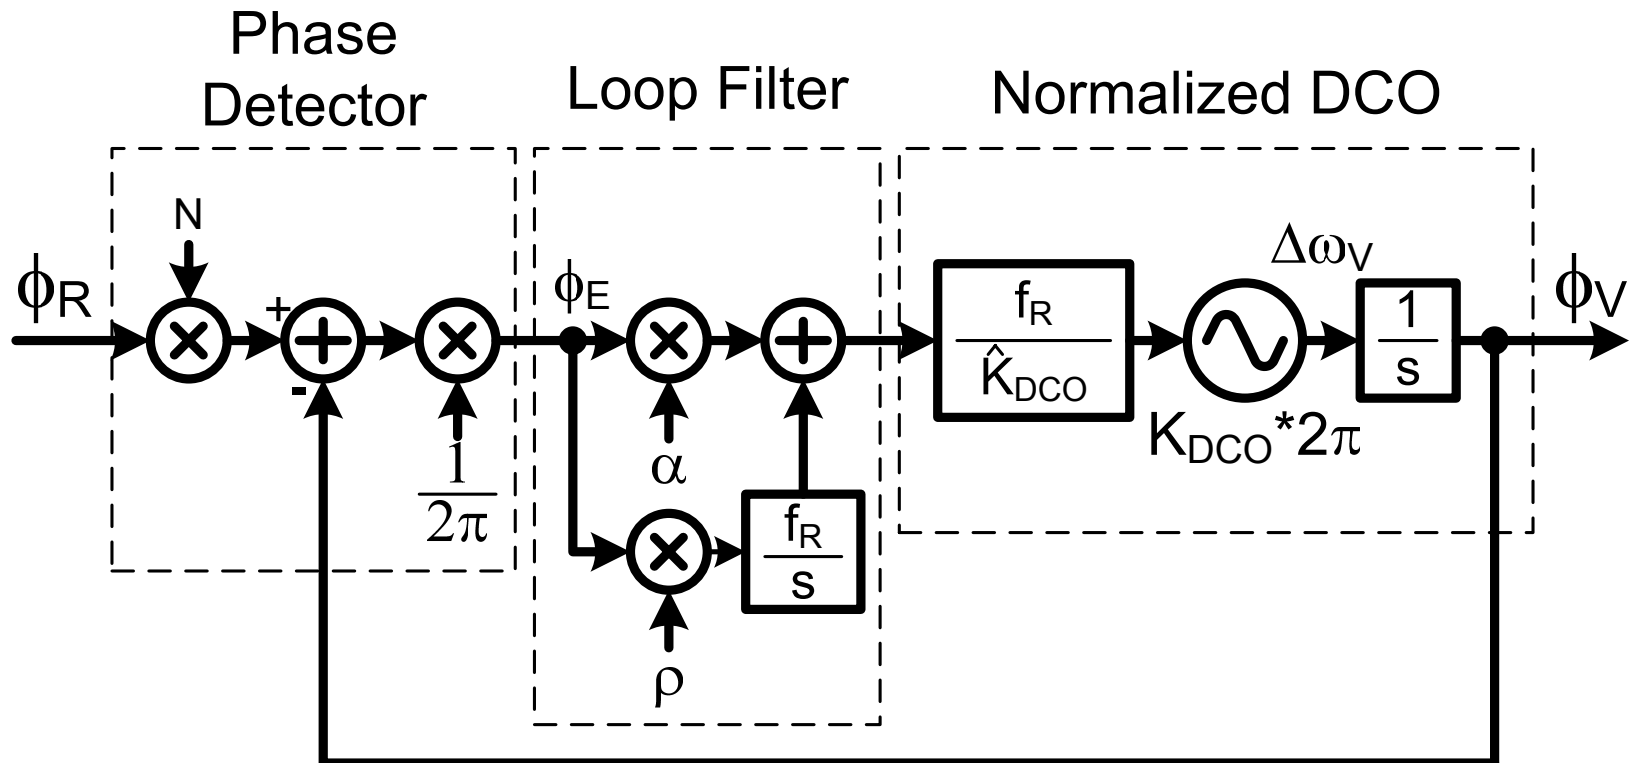 Phase
Detector
Loop Filter
Normalized DCO
N
ϕR
+
-
1
2π
ϕE
α
ρ
fR
s
fR
K̂DCO
ΔωV
KDCO*2π
1
s
ϕV